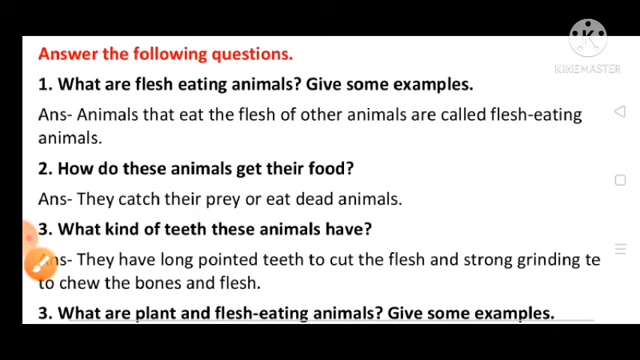 KINEMASTER
Answer the following questions.
1. What are flesh eating animals? Give some examples.
Ans- Animals that eat the flesh of other animals are called flesh-eating
animals.
2. How do these animals get their food?
Ans- They catch their prey or eat dead animals.
3. What kind of teeth these animals have?
ns- They have long pointed teeth to cut the flesh and strong grinding te
to chew the bones and flesh.
3. What are plant and flesh-eating animals? Give some examples.